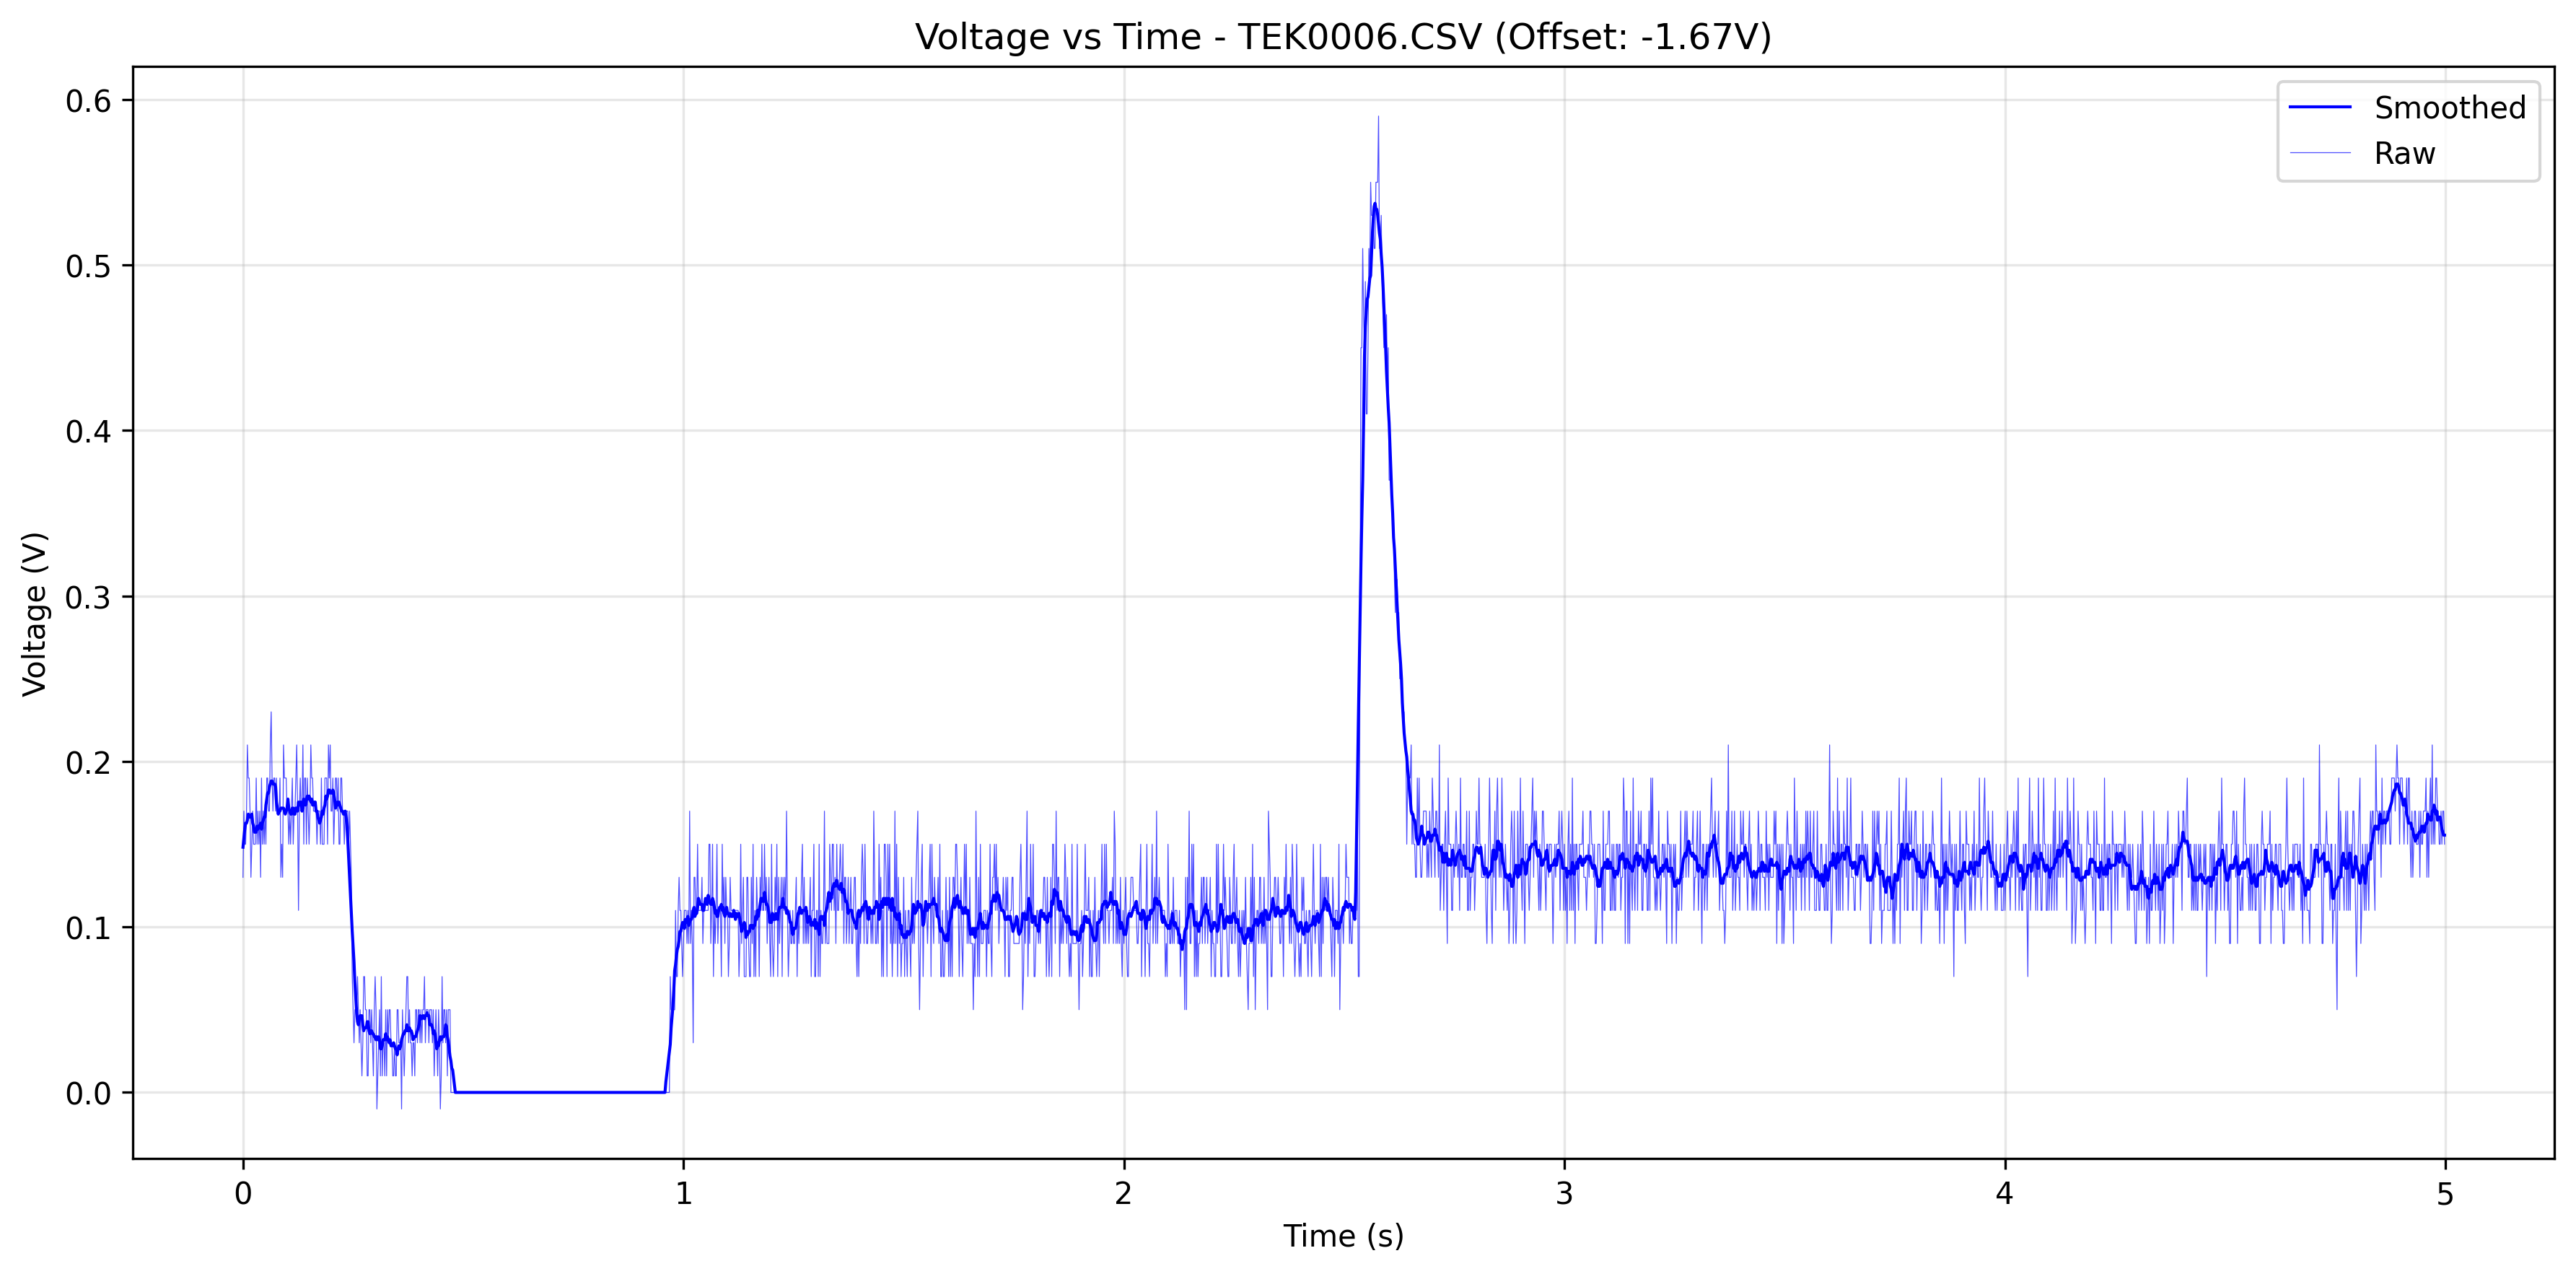 Voltage vs Time - TEK0006.CSV (Offset: -1.67V)
Smoothed
Raw
0.6
0.5
0.4
0.3
0.2
0.1
0.0
Voltage (V)
0 1 2 3 4 5
Time (s)